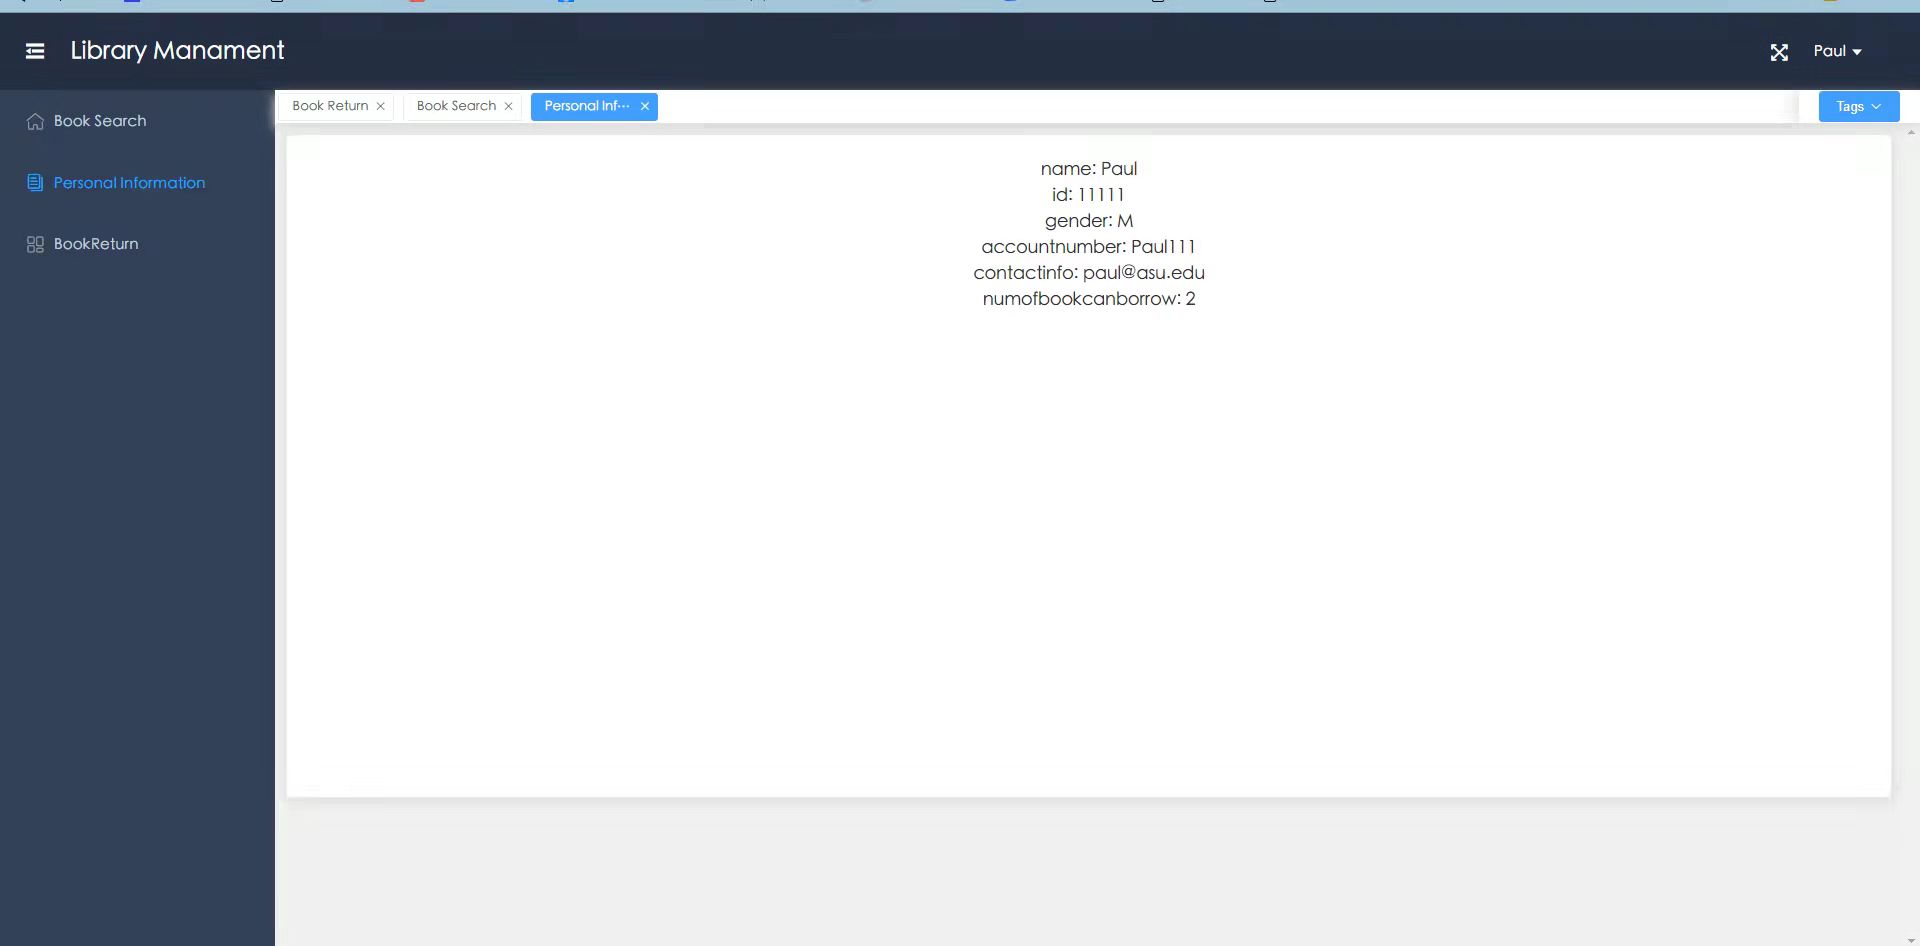 Library Manament
Paul
Book Search
Personal Information
BookReturn
Book Return
Book Search
Personal Inf···
Tags
name: Paul
id: 11111
gender: M
accountnumber: Paul111
contactinfo: paul@asu.edu
numofbookcanborrow: 2